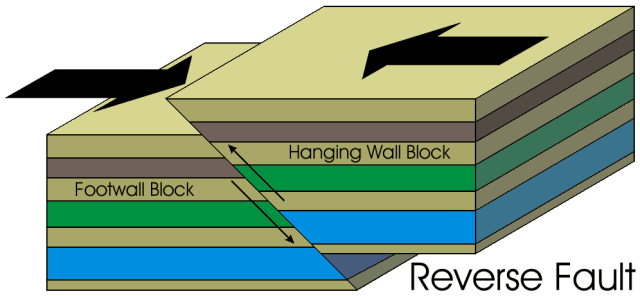 Hanging Wall Block
Footwall Block
Reverse Fault